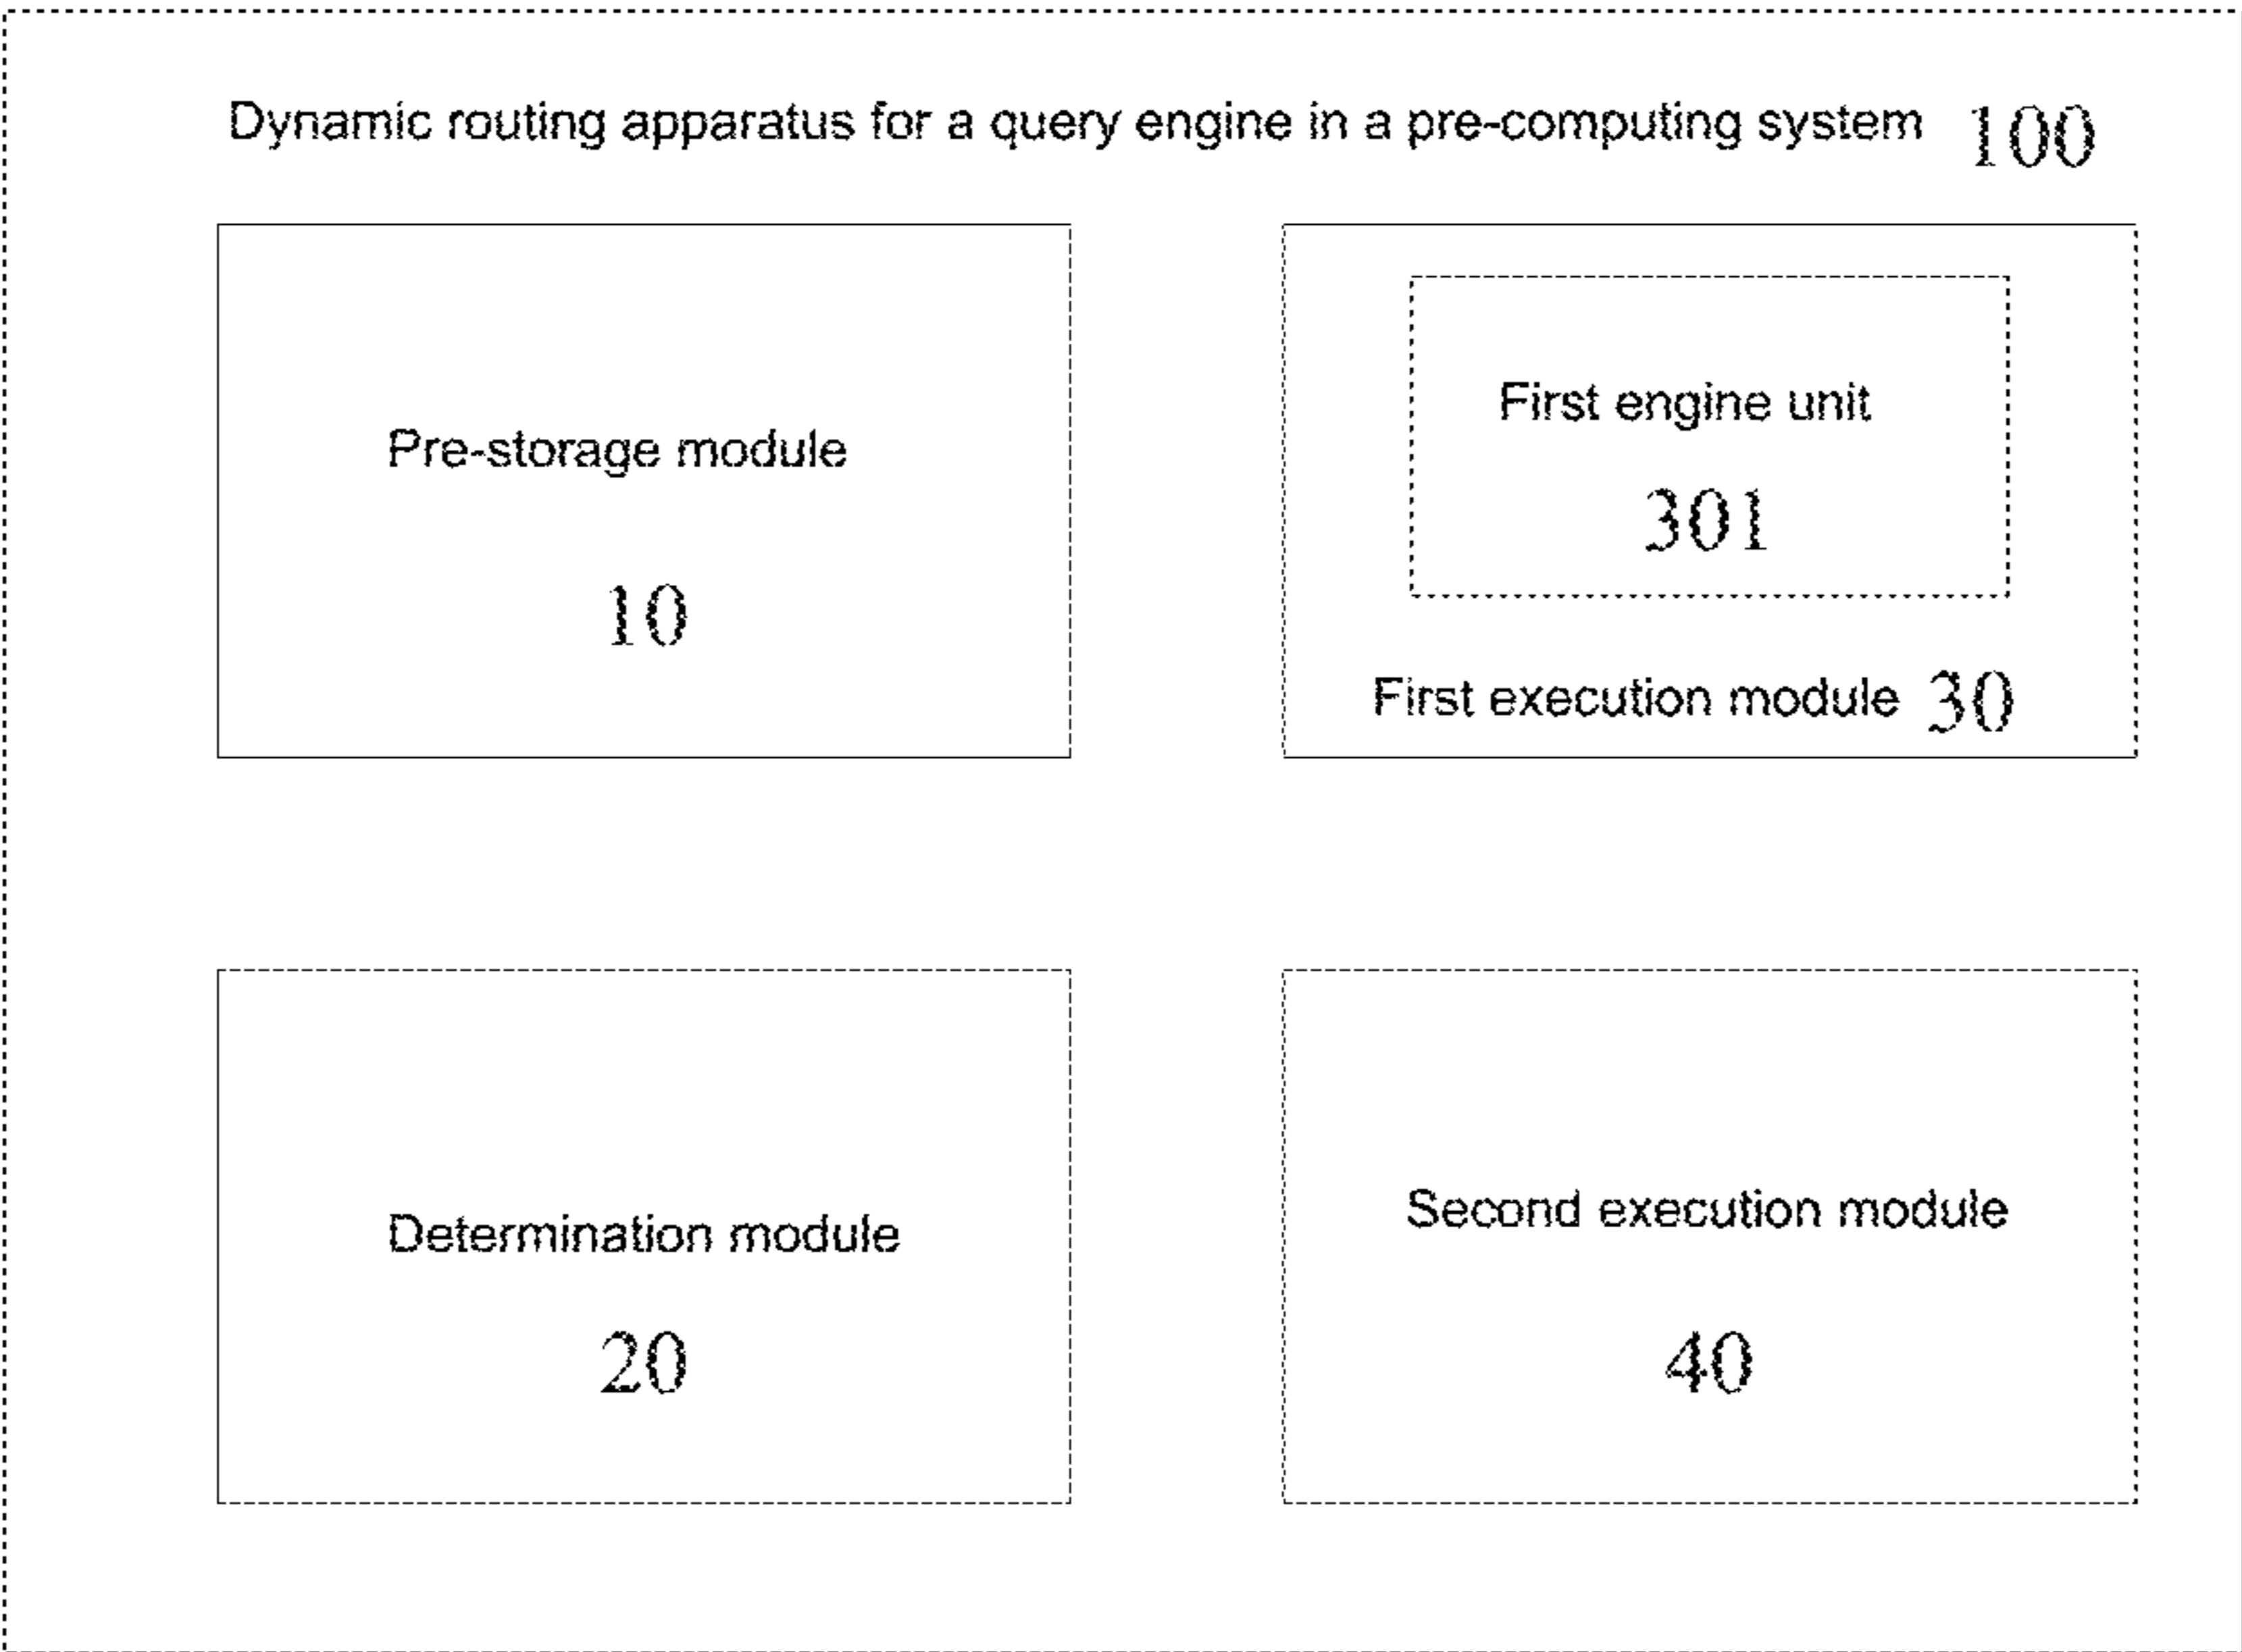 Dynamic routing apparatus for a query engine in a pre-computing system 100
Pre-storage module
10
First engine unit
301
First execution module 30
Determination module
20
Second execution module
40